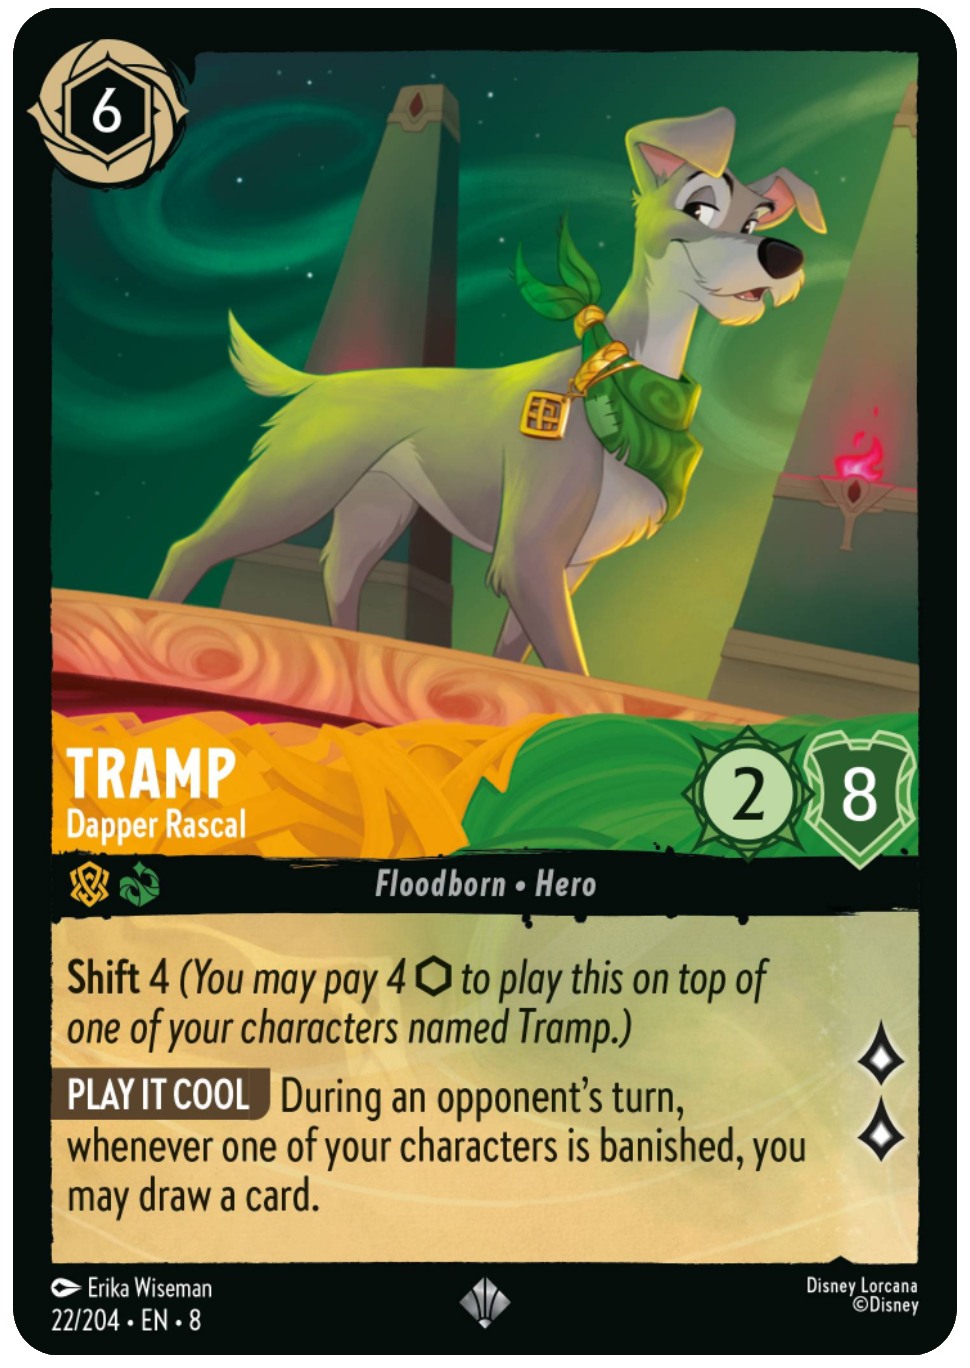 6
TRAMP
Dapper Rascal
2
8
Floodborn • Hero
Shift 4 (You may pay 4 ⬡ to play this on top of
one of your characters named Tramp.)
PLAY IT COOL During an opponent's turn,
whenever one of your characters is banished, you
may draw a card.
Erika Wiseman
22/204 • EN • 8
Disney Lorcana
©Disney